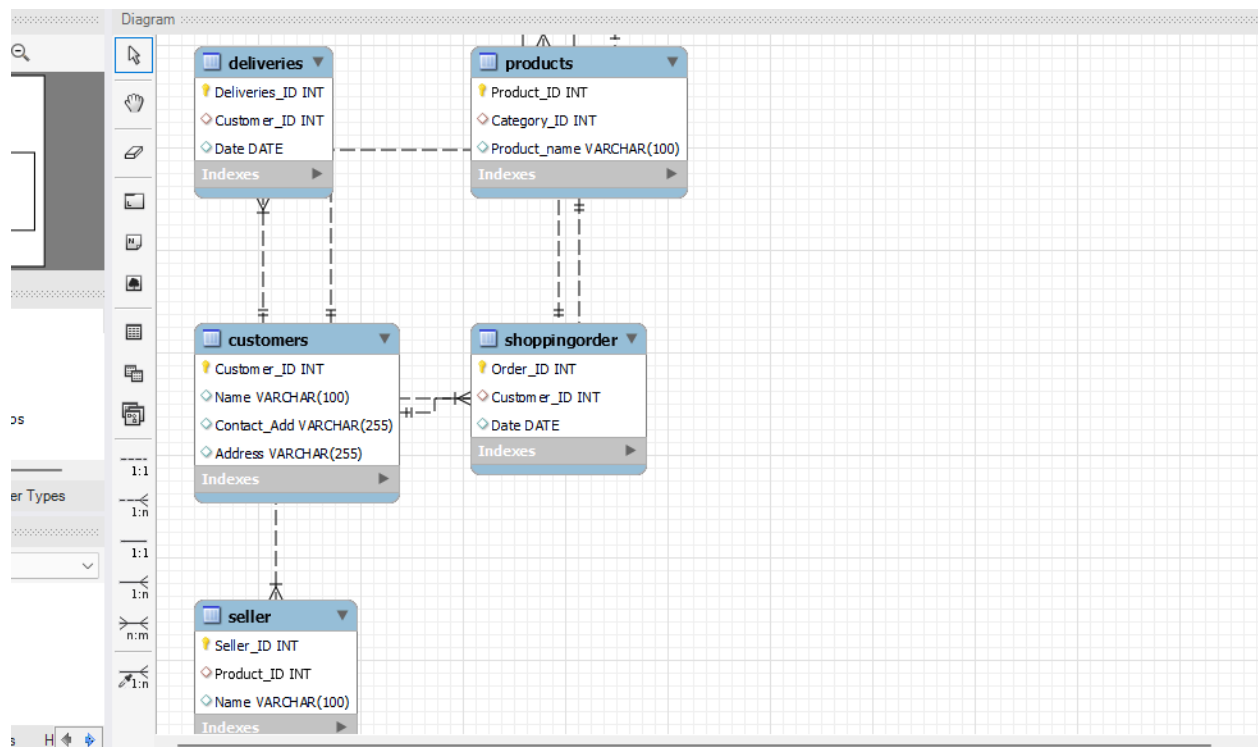 Diagram
deliveries
Deliveries_ID INT
Customer_ID INT
Date DATE
Indexes
products
Product_ID INT
Category_ID INT
Product_name VARCHAR(100)
Indexes
customers
Customer_ID INT
Name VARCHAR(100)
Contact_Add VARCHAR(255)
Address VARCHAR(255)
Indexes
shoppingorder
Order_ID INT
Customer_ID INT
Date DATE
Indexes
seller
Seller_ID INT
Product_ID INT
Name VARCHAR(100)
Indexes
1:1
1:n
1:1
1:n
n:m
1:n
os
er Types
s H